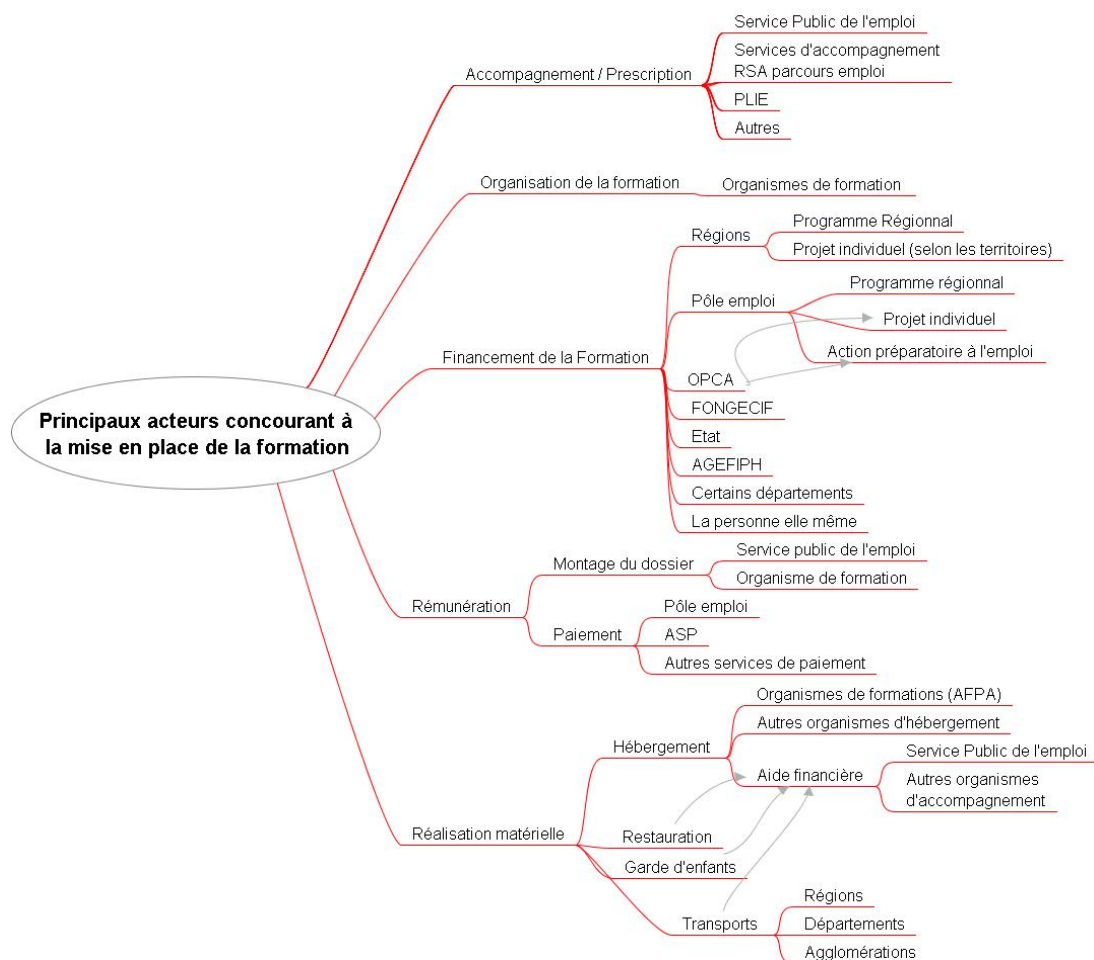 Service Public de l'emploi
Services d'accompagnement
RSA parcours emploi
Accompagnement / Prescription
PLIE
Autres
Organisation de la formation
Organismes de formation
Programme Régionnal
Régions
Projet individuel (selon les territoires)
Programme régionnal
Pôle emploi
Projet individuel
Action préparatoire à l'emploi
Financement de la Formation
OPCA
FONGECIF
Etat
AGEFIPH
Certains départements
La personne elle même
Principaux acteurs concourant à
la mise en place de la formation
Service public de l'emploi
Montage du dossier
Organisme de formation
Rémunération
Pôle emploi
Paiement
ASP
Autres services de paiement
Organismes de formations (AFPA)
Autres organismes d'hébergement
Hébergement
Service Public de l'emploi
Aide financière
Autres organismes
d'accompagnement
Réalisation matérielle
Restauration
Garde d'enfants
Régions
Transports
Départements
Agglomérations